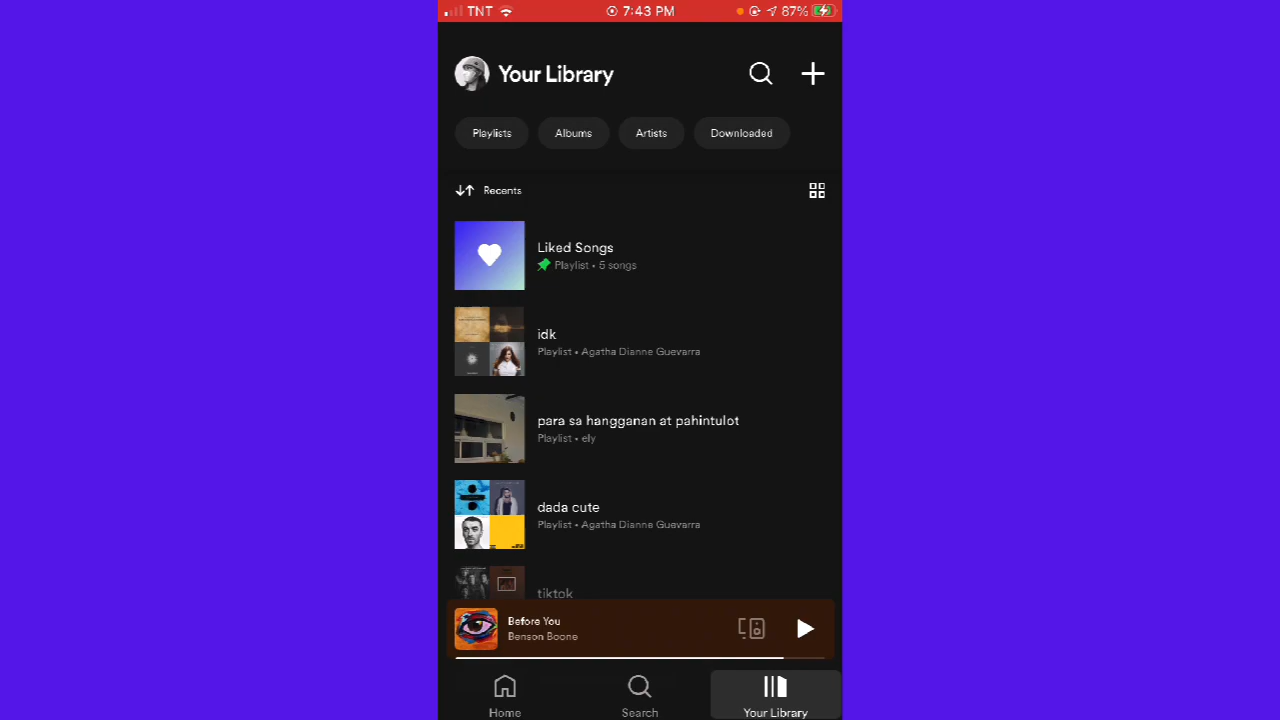 TNT 7:43 PM 87%
Your Library
Playlists Albums Artists Downloaded
Recents
Liked Songs
Playlist • 5 songs
idk
Playlist • Agatha Dianne Guevarra
para sa hangganan at pahintulot
Playlist • ely
dada cute
Playlist • Agatha Dianne Guevarra
tiktok
Before You
Benson Boone
Home Search Your Library